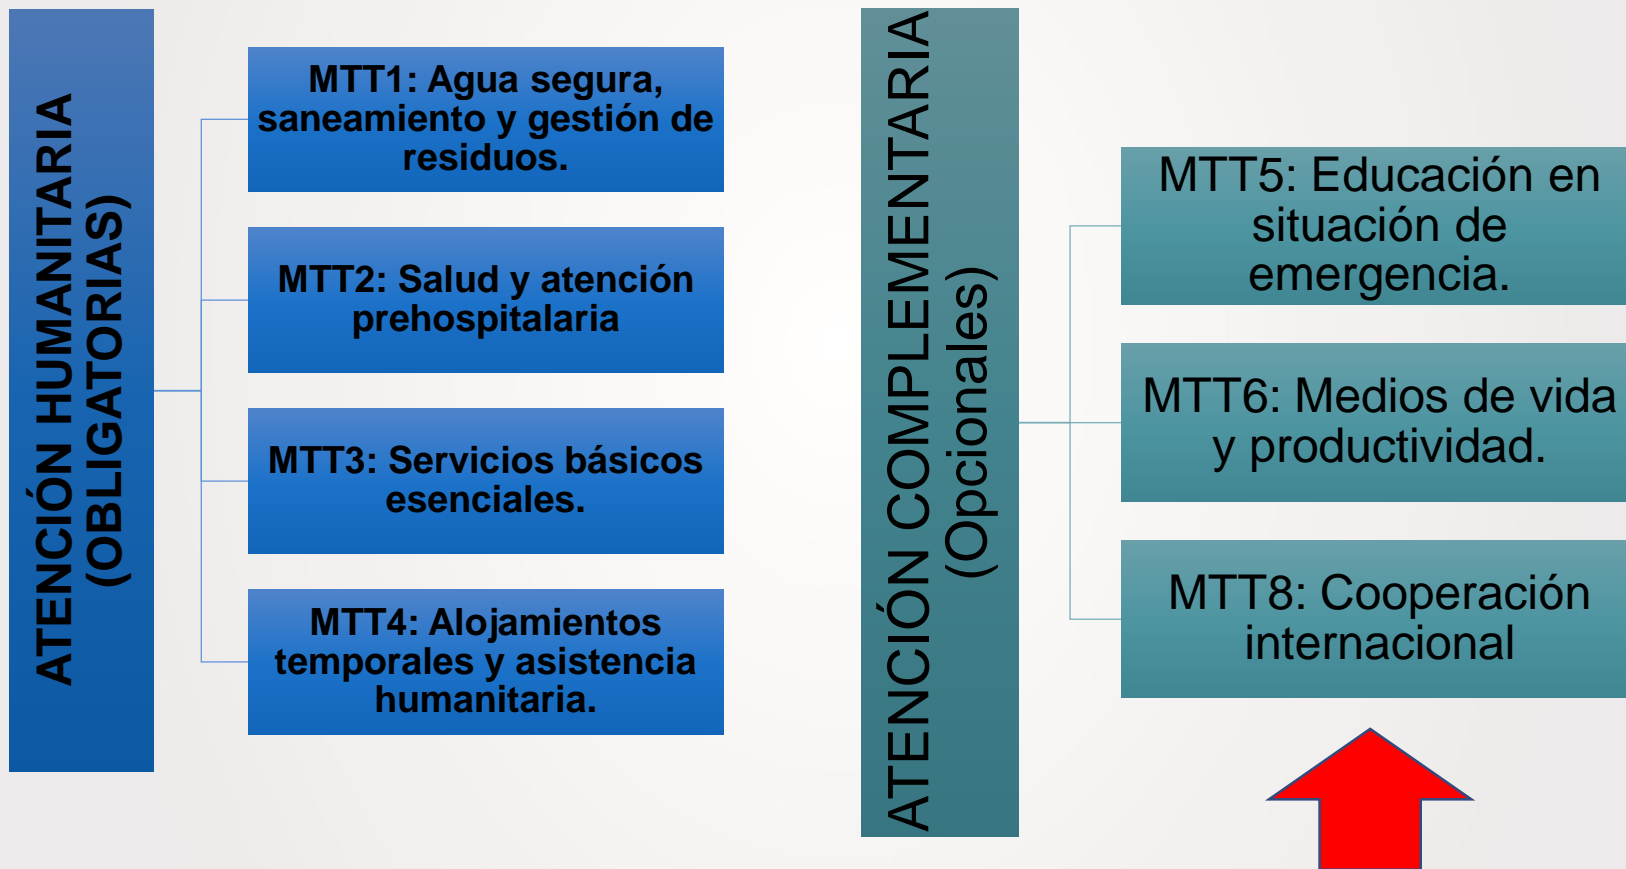 ATENCIÓN HUMANITARIA
(OBLIGATORIAS)
MTT1: Agua segura,
saneamiento y gestión de
residuos.
MTT2: Salud y atención
prehospitalaria
MTT3: Servicios básicos
esenciales.
MTT4: Alojamientos
temporales y asistencia
humanitaria.
ATENCIÓN COMPLEMENTARIA
(Opcionales)
MTT5: Educación en
situación de
emergencia.
MTT6: Medios de vida
y productividad.
MTT8: Cooperación
internacional